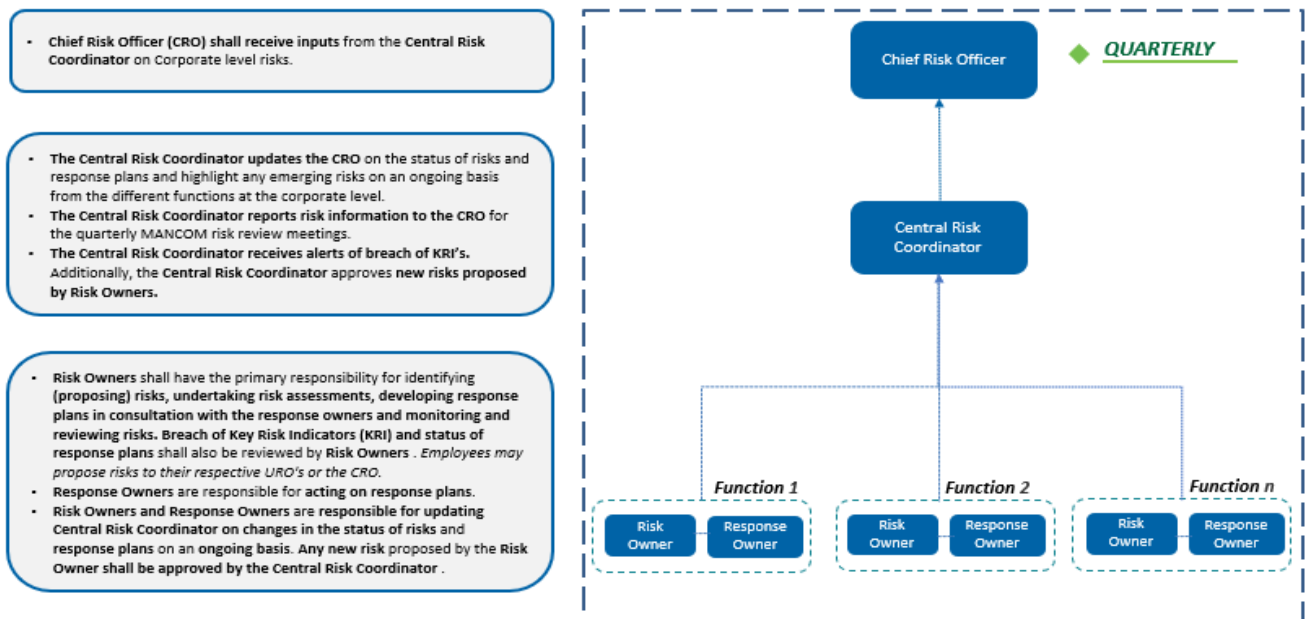 • Chief Risk Officer (CRO) shall receive inputs from the Central Risk
Coordinator on Corporate level risks.
• The Central Risk Coordinator updates the CRO on the status of risks and
response plans and highlight any emerging risks on an ongoing basis
from the different functions at the corporate level.
• The Central Risk Coordinator reports risk information to the CRO for
the quarterly MANCOM risk review meetings.
• The Central Risk Coordinator receives alerts of breach of KRI's.
Additionally, the Central Risk Coordinator approves new risks proposed
by Risk Owners.
• Risk Owners shall have the primary responsibility for identifying
(proposing) risks, undertaking risk assessments, developing response
plans in consultation with the response owners and monitoring and
reviewing risks. Breach of Key Risk Indicators (KRI) and status of
response plans shall also be reviewed by Risk Owners . Employees may
propose risks to their respective URO's or the CRO.
• Response Owners are responsible for acting on response plans.
• Risk Owners and Response Owners are responsible for updating
Central Risk Coordinator on changes in the status of risks and
response plans on an ongoing basis. Any new risk proposed by the Risk
Owner shall be approved by the Central Risk Coordinator .
Chief Risk Officer
QUARTERLY
Central Risk
Coordinator
Function 1
Risk
Owner
Response
Owner
Function 2
Risk
Owner
Response
Owner
Function n
Risk
Owner
Response
Owner